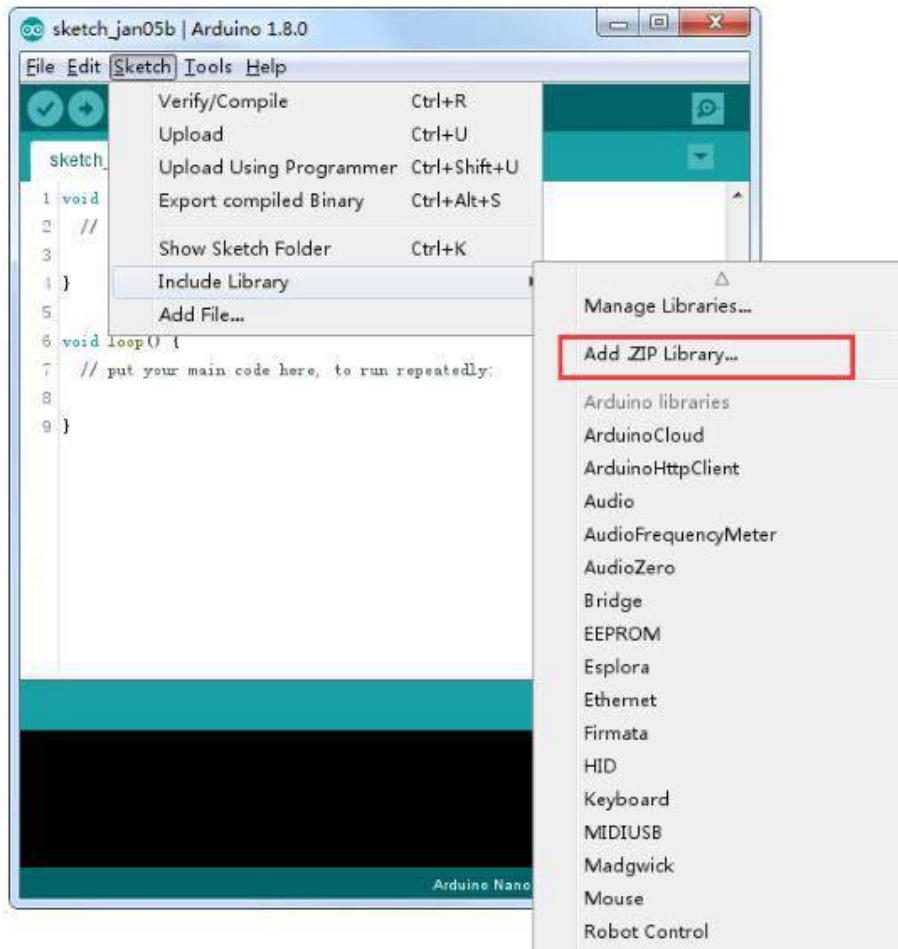 sketch_jan05b | Arduino 1.8.0
File Edit Sketch Tools Help
Verify/Compile Ctrl+R
Upload Ctrl+U
Upload Using Programmer Ctrl+Shift+U
Export compiled Binary Ctrl+Alt+S
Show Sketch Folder Ctrl+K
Include Library
Add File...
sketch_
1 void
2 //
3
4 }
5
6 void loop() {
7 // put your main code here, to run repeatedly:
8
9 }
Manage Libraries...
Add .ZIP Library...
Arduino libraries
ArduinoCloud
ArduinoHttpClient
Audio
AudioFrequencyMeter
AudioZero
Bridge
EEPROM
Esplora
Ethernet
Firmata
HID
Keyboard
MIDIUSB
Madgwick
Mouse
Robot Control
Arduino Nano